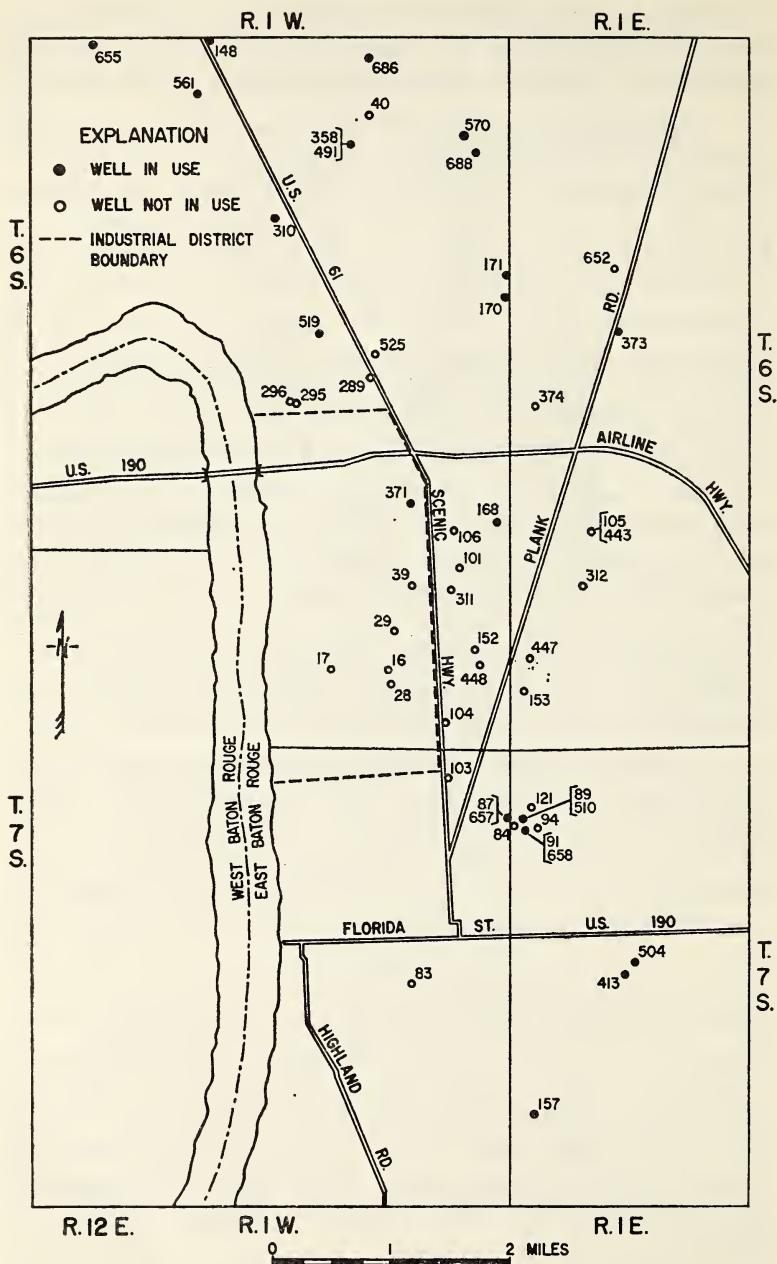 R. I W.
R. I E.
655
148
686
561
40
EXPLANATION
358
491
570
688
WELL IN USE
WELL NOT IN USE
INDUSTRIAL DISTRICT
BOUNDARY
U.S.
61
310
T.
6
S.
171
170
652
RD.
373
519
525
289
296
295
374
T.
6
S.
AIRLINE
HWY.
U.S. 190
SCENIC
HWY.
371
168
106
PLANK
105
443
101
39
311
312
29
152
447
17
16
448
28
153
N
104
103
WEST BATON ROUGE
EAST BATON ROUGE
T.
7
S.
87
657
121
89
510
84
94
91
658
FLORIDA ST. U.S. 190
504
413
83
T.
7
S.
HIGHLAND
RD.
157
R. 12 E.
R. I W.
R. I E.
0 1 2 MILES